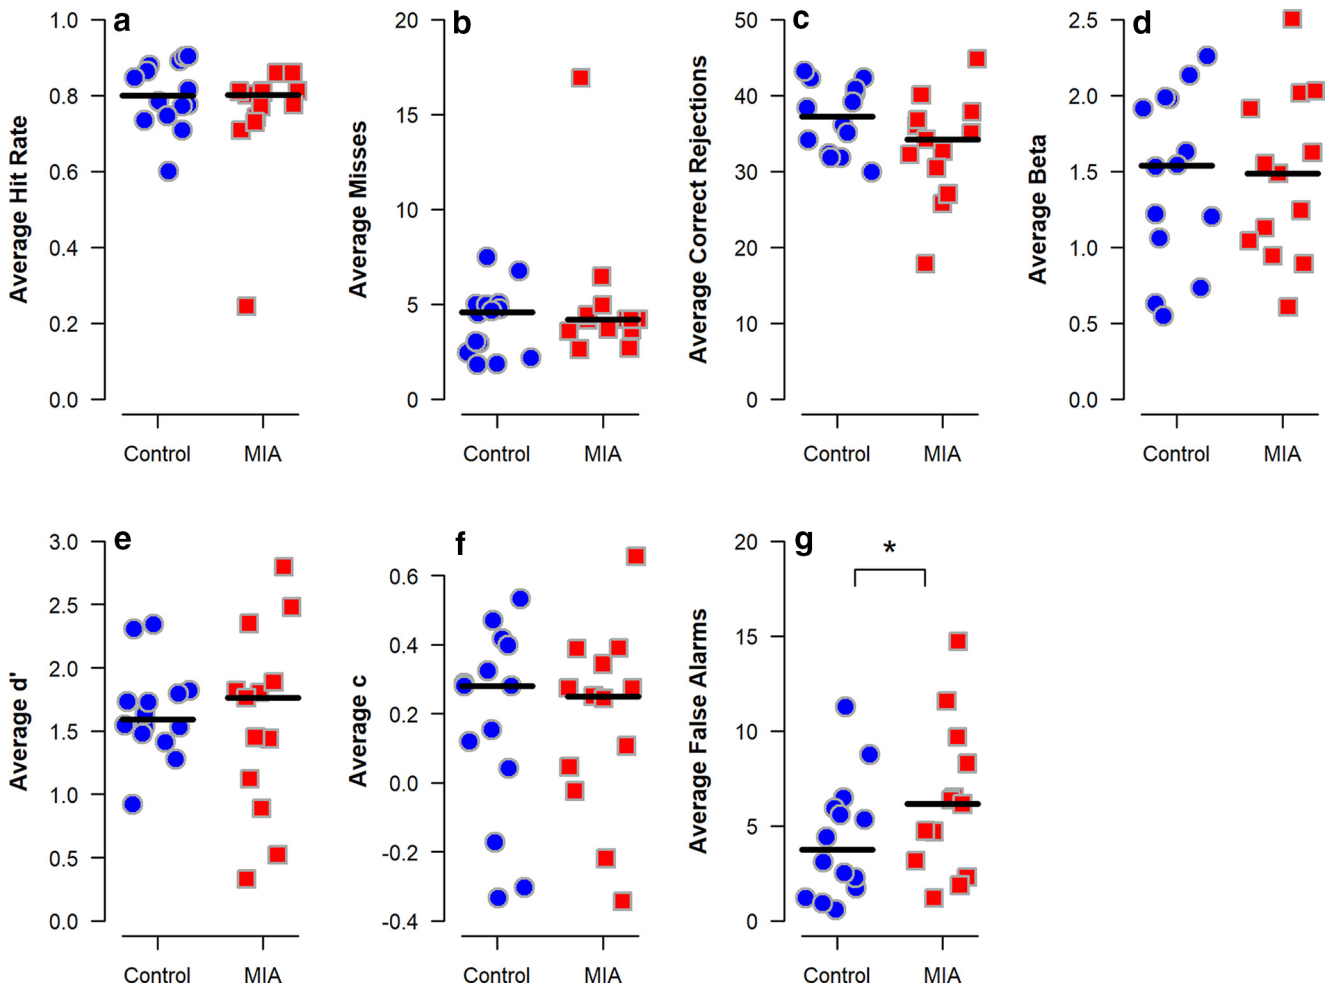 a
Average Hit Rate
1.0
0.8
0.6
0.4
0.2
0.0
Control MIA
b
Average Misses
20
15
10
5
0
Control MIA
c
Average Correct Rejections
50
40
30
20
10
0
Control MIA
d
Average Beta
2.5
2.0
1.5
1.0
0.5
0.0
Control MIA
e
Average d'
3.0
2.5
2.0
1.5
1.0
0.5
0.0
Control MIA
f
Average c
0.6
0.4
0.2
0.0
-0.2
-0.4
Control MIA
g
*
Average False Alarms
20
15
10
5
0
Control MIA